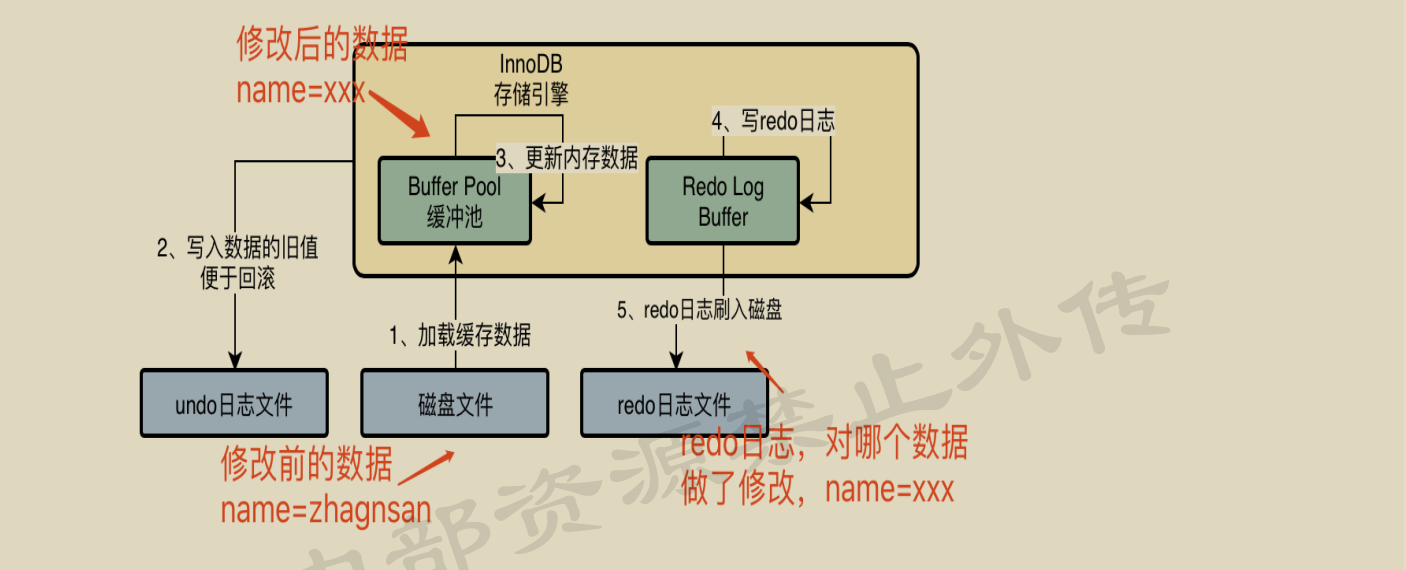 修改后的数据
name=xxx
InnoDB
存储引擎
4、写redo日志
3、更新内存数据
Buffer Pool
缓冲池
Redo Log
Buffer
2、写入数据的旧值
便于回滚
1、加载缓存数据
5、redo日志刷入磁盘
undo日志文件
磁盘文件
redo日志文件
修改前的数据
name=zhagnsan
redo日志，对哪个数据
做了修改，name=xxx
内部资源禁止外传